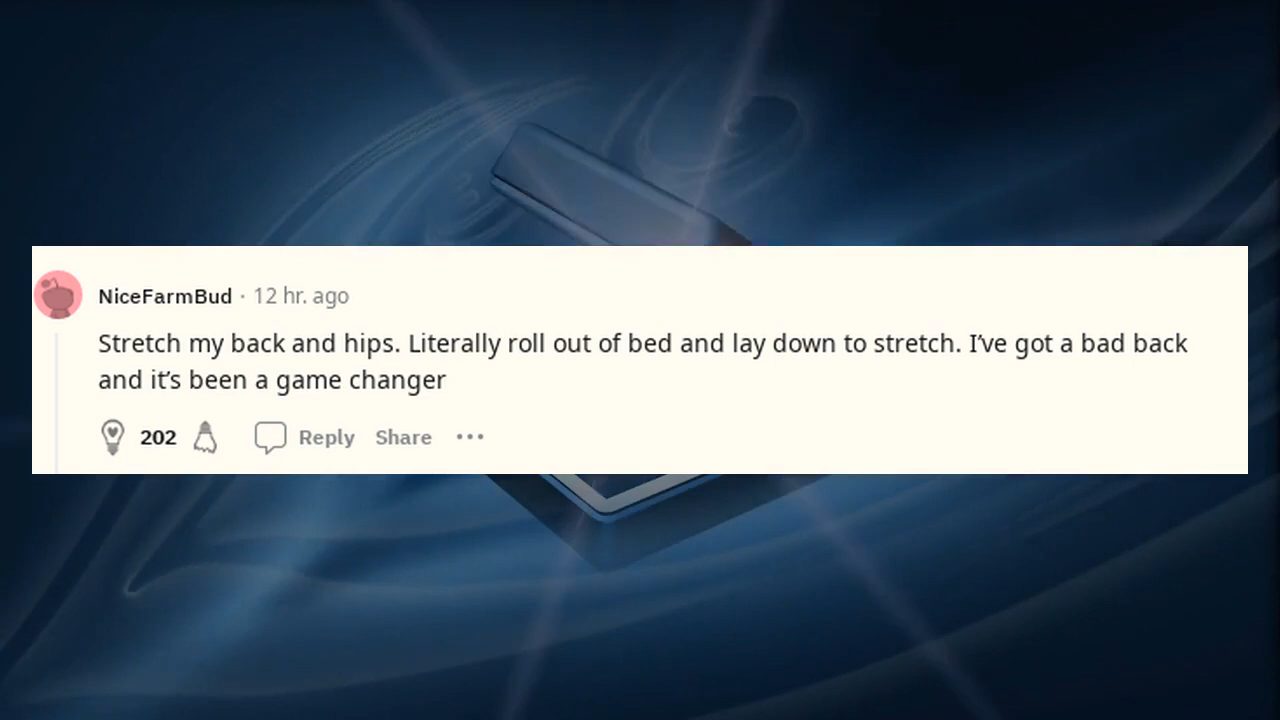 NiceFarmBud · 12 hr. ago
Stretch my back and hips. Literally roll out of bed and lay down to stretch. I’ve got a bad back
and it’s been a game changer
202 Reply Share •••